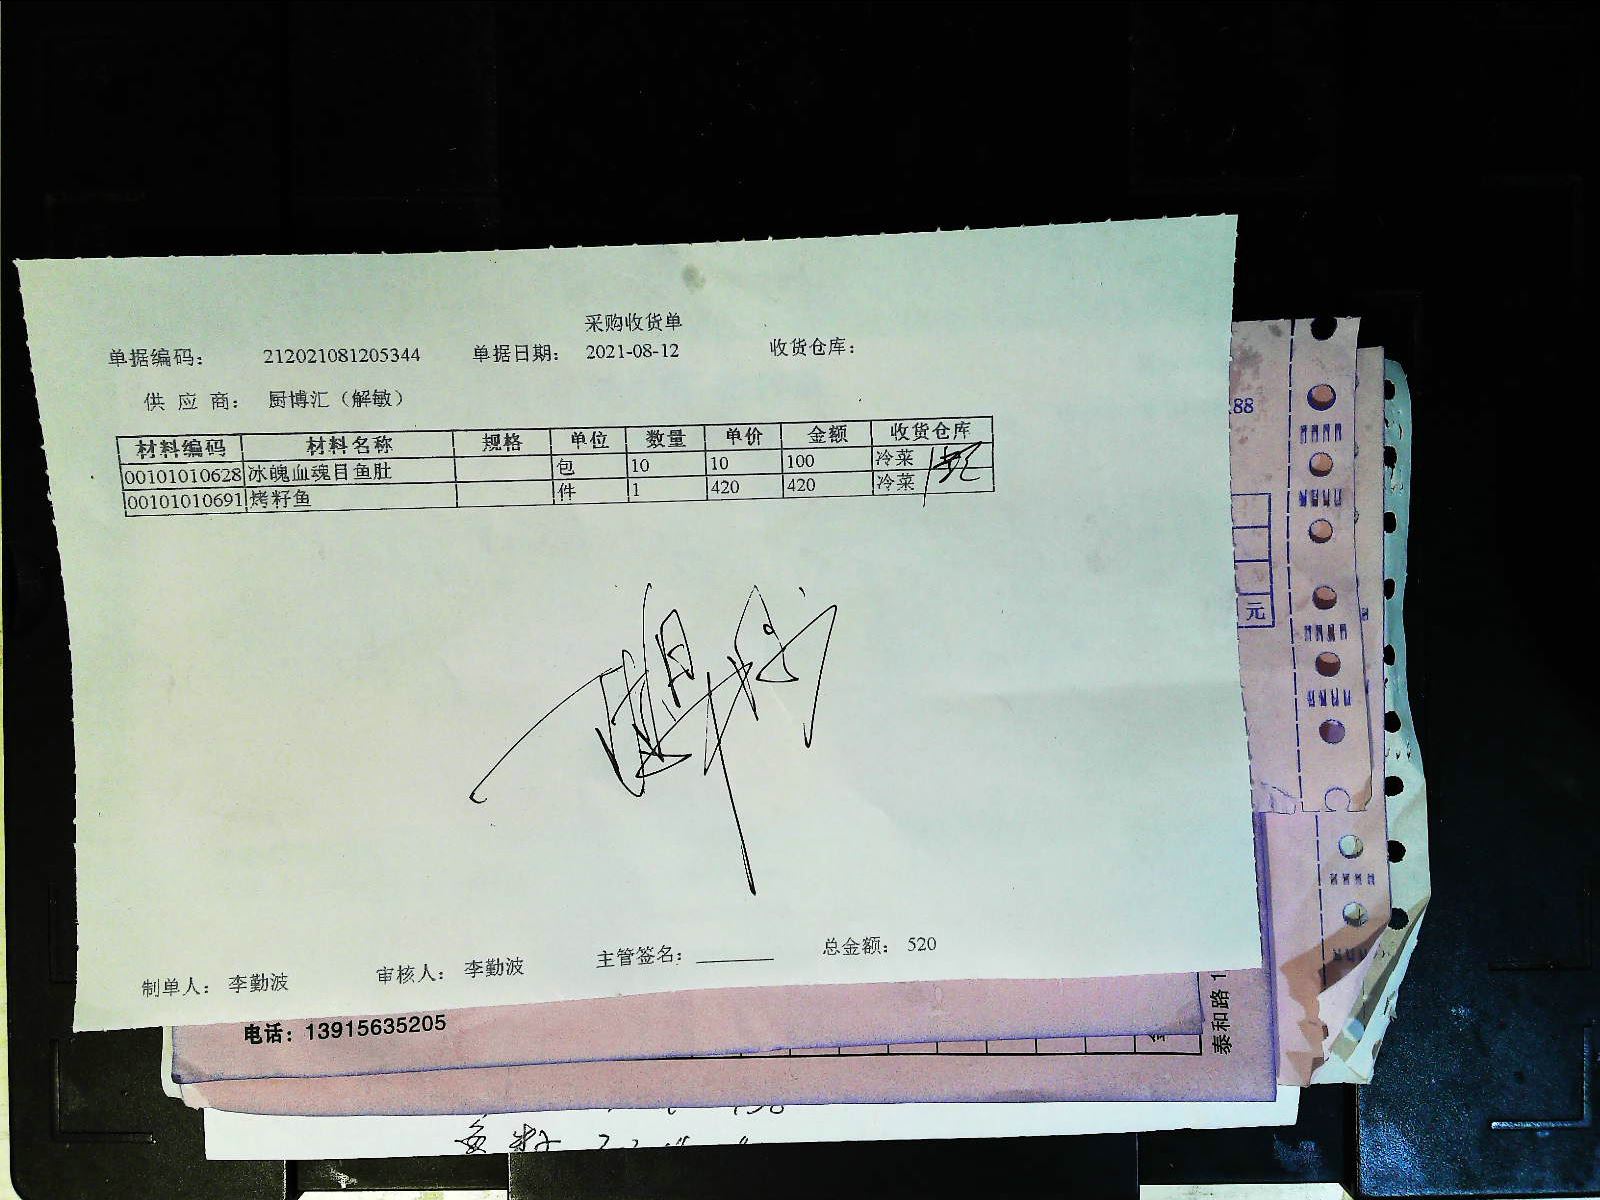 采购收货单
单据编码: 212021081205344 单据日期: 2021-08-12 收货仓库:
供 应 商: 厨博汇（解敏）
材料编码 材料名称 规格 单位 数量 单价 金额 收货仓库
00101010628 冰魄血魂目鱼肚 包 10 10 100 冷菜
00101010691 烤籽鱼 件 1 420 420 冷菜
制单人: 李勤波 审核人: 李勤波 主管签名: 总金额: 520
电话: 13915635205
88
元
泰和路 1